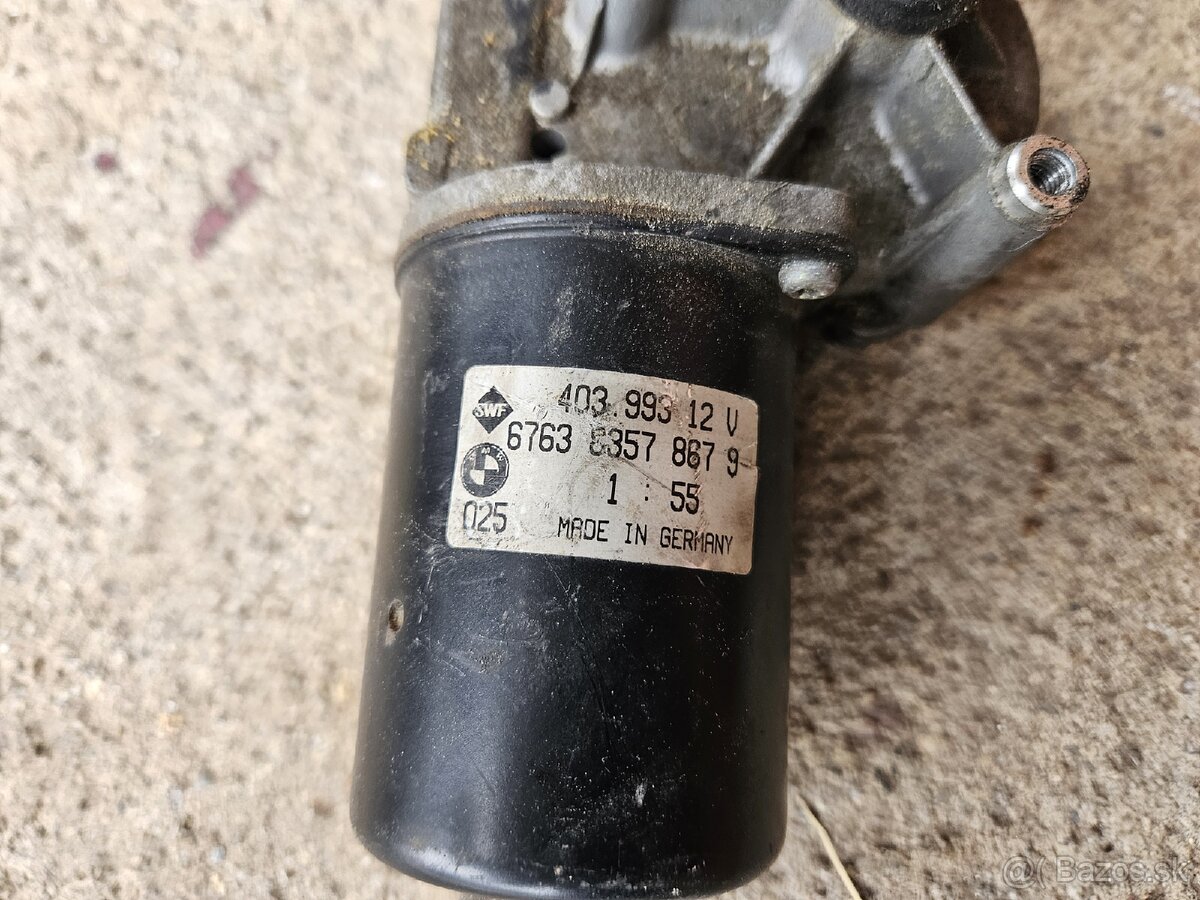 SWF 403.993 12 V
6763 8357 867 9
1 : 55
025 MADE IN GERMANY
@( Bazos.sk